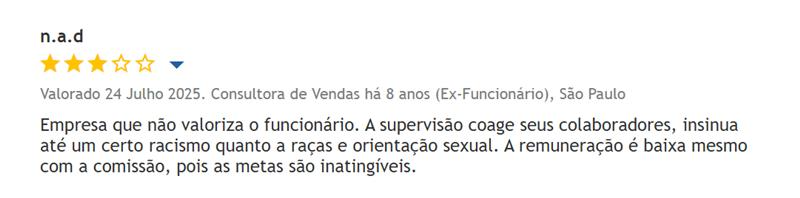 n.a.d
Valorado 24 Julho 2025. Consultora de Vendas há 8 anos (Ex-Funcionário), São Paulo
Empresa que não valoriza o funcionário. A supervisão coage seus colaboradores, insinua
até um certo racismo quanto a raças e orientação sexual. A remuneração é baixa mesmo
com a comissão, pois as metas são inatingíveis.